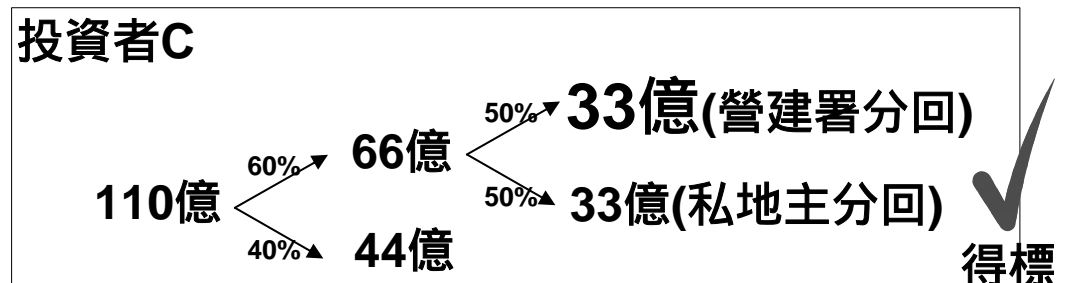 投資者C
50% 33億(營建署分回)
60% 66億
110億 50% 33億(私地主分回)
40% 44億
得標